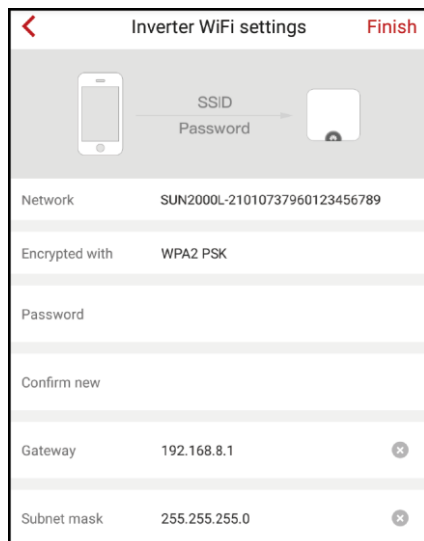 Inverter WiFi settings Finish
SSID
Password
Network SUN2000L-21010737960123456789
Encrypted with WPA2 PSK
Password
Confirm new
Gateway 192.168.8.1
Subnet mask 255.255.255.0